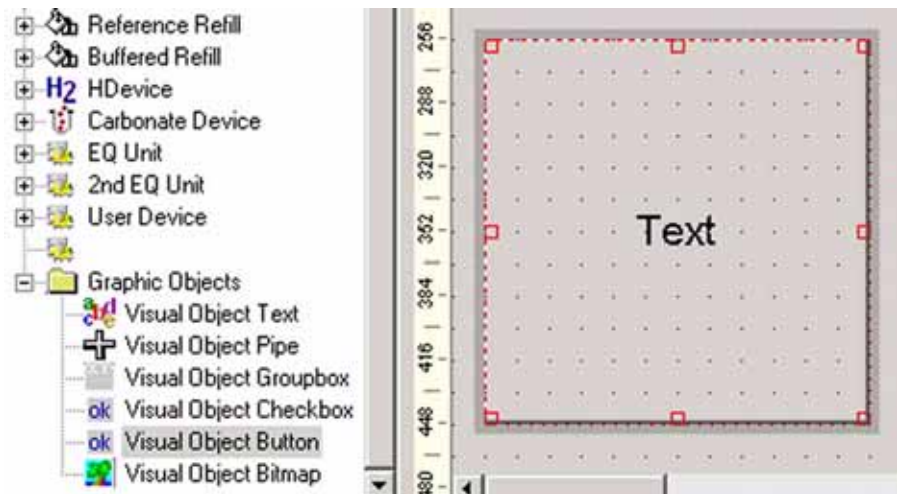 Reference Refill
Buffered Refill
H2 HDevice
Carbonate Device
EQ Unit
2nd EQ Unit
User Device
Graphic Objects
abcde Visual Object Text
Visual Object Pipe
Visual Object Groupbox
ok Visual Object Checkbox
ok Visual Object Button
Visual Object Bitmap
256
288
320
352
384
416
448
480
Text